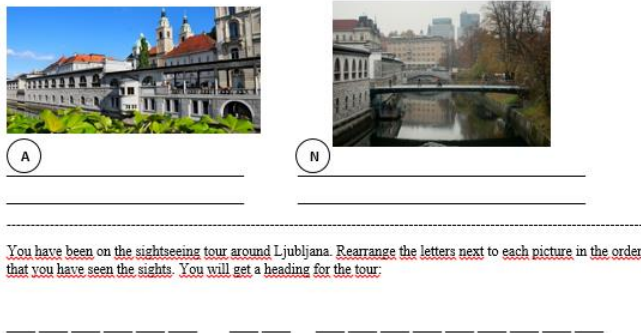 A
N
You have been on the sightseeing tour around Ljubljana. Rearrange the letters next to each picture in the order
that you have seen the sights. You will get a heading for the tour: